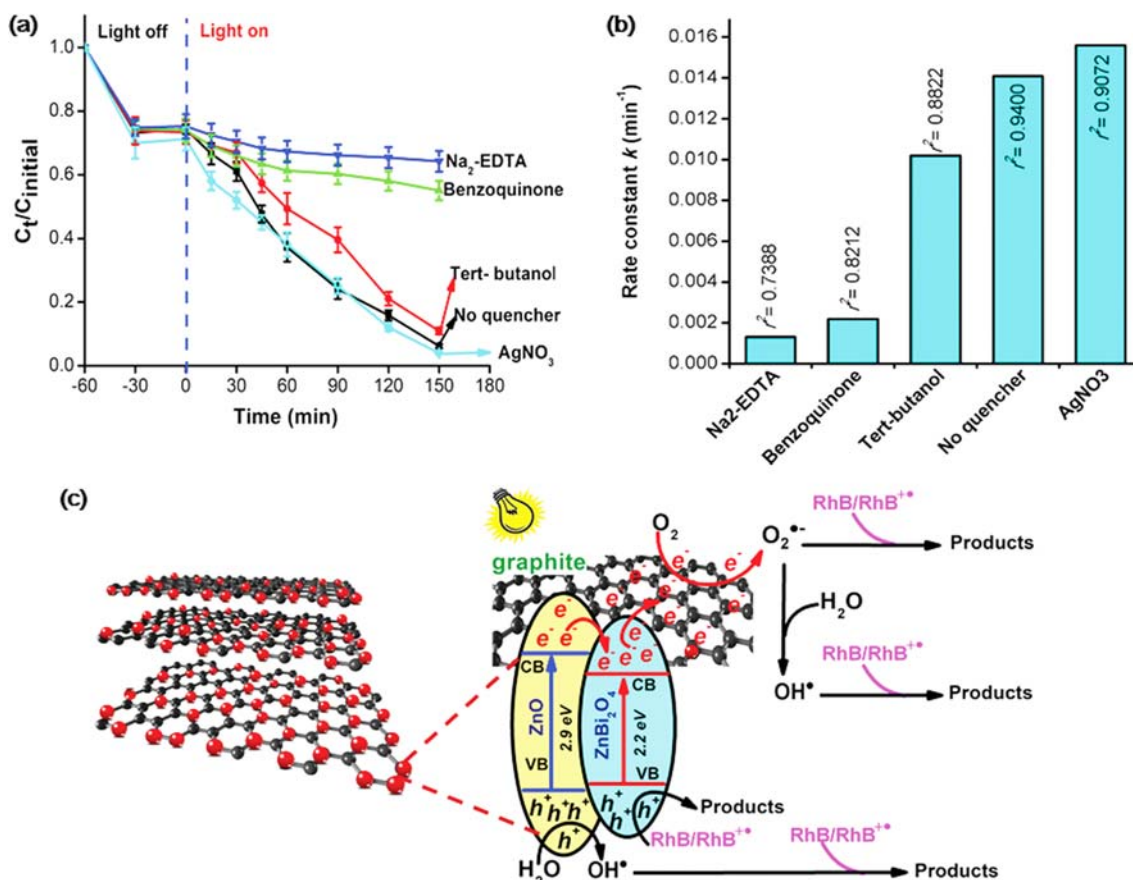 (a)
Light off Light on
1.0
0.8
0.6
0.4
0.2
0.0
Cₜ/C_initial
Na₂-EDTA
Benzoquinone
Tert- butanol
No quencher
AgNO₃
-60 -30 0 30 60 90 120 150 180
Time (min)
(b)
0.016
0.014
0.012
0.010
0.008
0.006
0.004
0.002
0.000
Rate constant k (min⁻¹)
r²= 0.7388
r²= 0.8212
r²= 0.8822
r²= 0.9400
r²= 0.9072
Na2-EDTA
Benzoquinone
Tert-butanol
No quencher
AgNO3
(c)
graphite
O₂
e⁻ e⁻ e⁻ e⁻ e⁻ e⁻ e⁻ e⁻
O₂•⁻
RhB/RhB⁺•
Products
H₂O
OH•
RhB/RhB⁺•
Products
e⁻
e⁻ e⁻
CB
ZnO
2.9 eV
VB
h⁺
h⁺h⁺h⁺
h⁺
e⁻
e⁻ e⁻ e⁻
CB
ZnBi₂O₄
2.2 eV
VB
h⁺
h⁺ h⁺
Products
RhB/RhB⁺•
H₂O OH•
RhB/RhB⁺•
Products